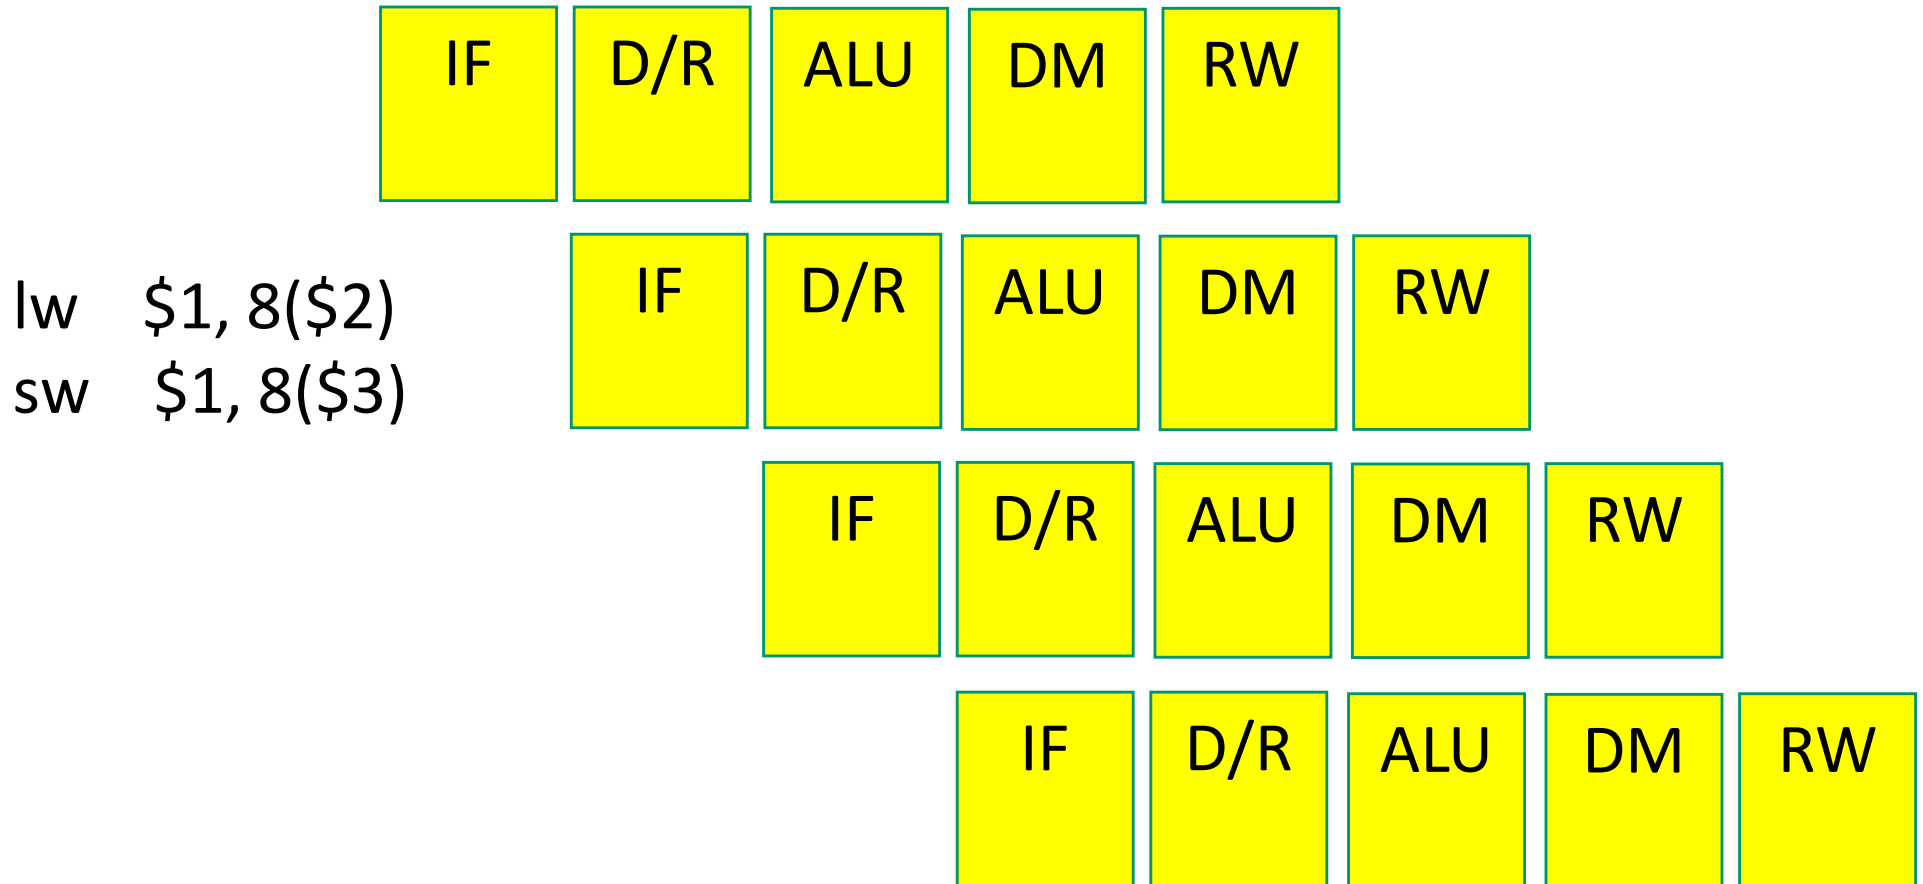 IF D/R ALU DM RW
IF D/R ALU DM RW
lw $1, 8($2)
sw $1, 8($3)
IF D/R ALU DM RW
IF D/R ALU DM RW